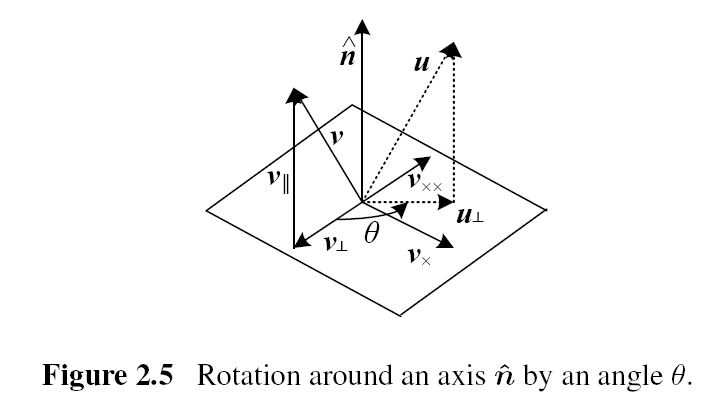 n̂
u
v
v∥
v××
u⊥
v⊥
θ
v×
Figure 2.5 Rotation around an axis n̂ by an angle θ.